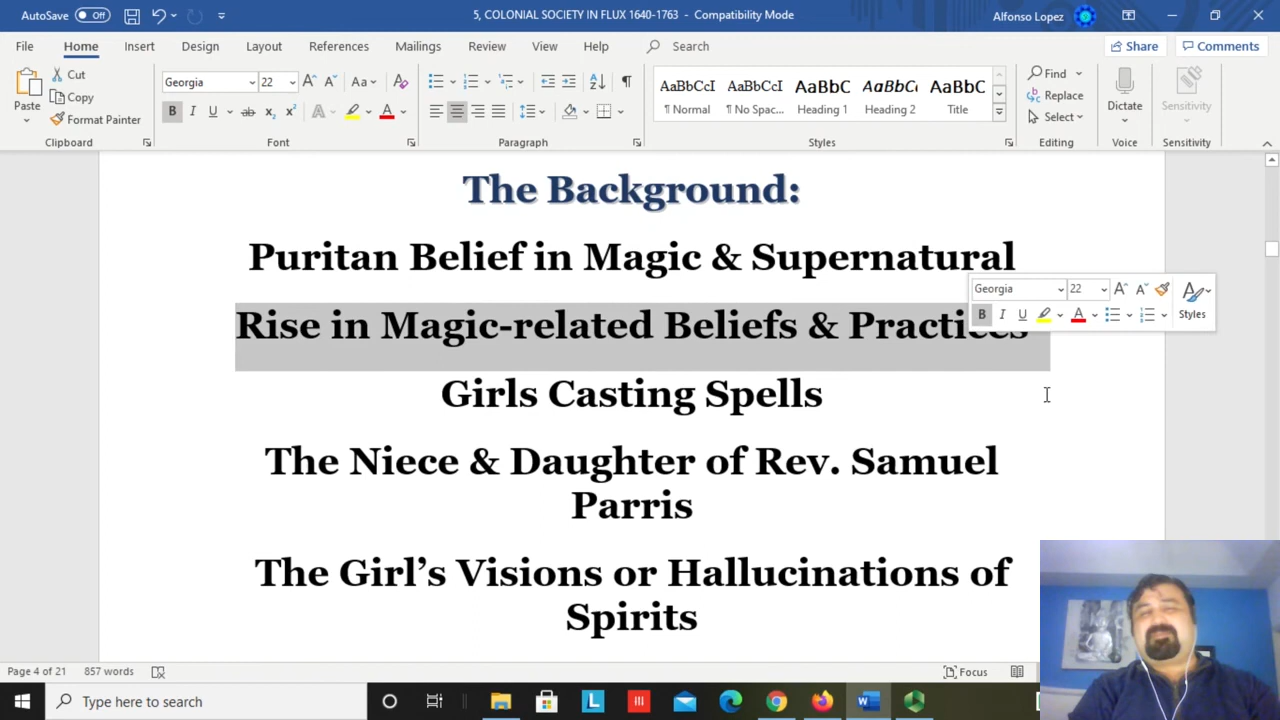 AutoSave Off 5, COLONIAL SOCIETY IN FLUX 1640-1763 - Compatibility Mode Alfonso Lopez
File Home Insert Design Layout References Mailings Review View Help Search Share Comments
Paste Cut Copy Format Painter
Georgia 22 Aa
B I U ab x₂ x² A A
AaBbCcI AaBbCcI AaBbC AaBbCc AaBbC
¶ Normal ¶ No Spac... Heading 1 Heading 2 Title
Find Replace Select
Dictate Sensitivity
Clipboard Font Paragraph Styles Editing Voice Sensitivity
The Background:
Puritan Belief in Magic & Supernatural
Rise in Magic-related Beliefs & Practices
Georgia 22
B I U A Styles
Girls Casting Spells
The Niece & Daughter of Rev. Samuel
Parris
The Girl's Visions or Hallucinations of
Spirits
Page 4 of 21 857 words Focus
Type here to search